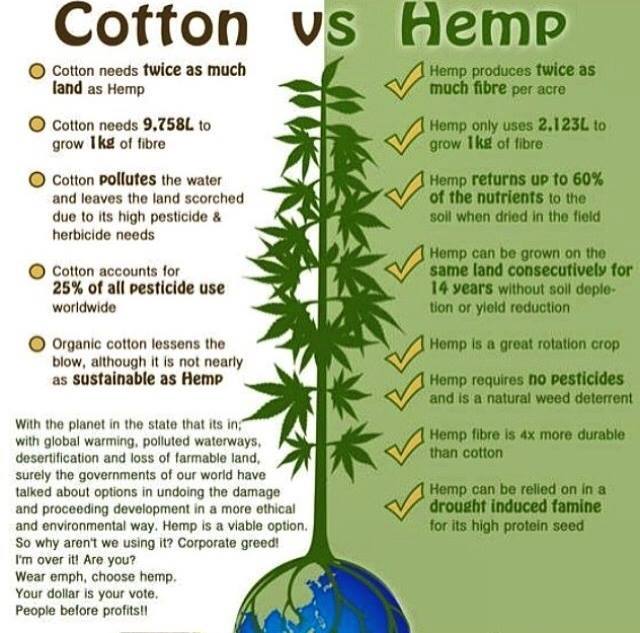 Cotton vs Hemp
Cotton needs twice as much
land as Hemp
Cotton needs 9.758L to
grow 1kg of fibre
Cotton pollutes the water
and leaves the land scorched
due to its high pesticide &
herbicide needs
Cotton accounts for
25% of all pesticide use
worldwide
Organic cotton lessens the
blow, although it is not nearly
as sustainable as Hemp
With the planet in the state that its in;
with global warming, polluted waterways,
desertification and loss of farmable land,
surely the governments of our world have
talked about options in undoing the damage
and proceeding development in a more ethical
and environmental way. Hemp is a viable option.
So why aren't we using it? Corporate greed!
I'm over it! Are you?
Wear emph, choose hemp.
Your dollar is your vote.
People before profits!!
Hemp produces twice as
much fibre per acre
Hemp only uses 2.123L to
grow 1kg of fibre
Hemp returns up to 60%
of the nutrients to the
soil when dried in the field
Hemp can be grown on the
same land consecutively for
14 years without soil deple-
tion or yield reduction
Hemp is a great rotation crop
Hemp requires no pesticides
and is a natural weed deterrent
Hemp fibre is 4x more durable
than cotton
Hemp can be relied on in a
drought induced famine
for its high protein seed